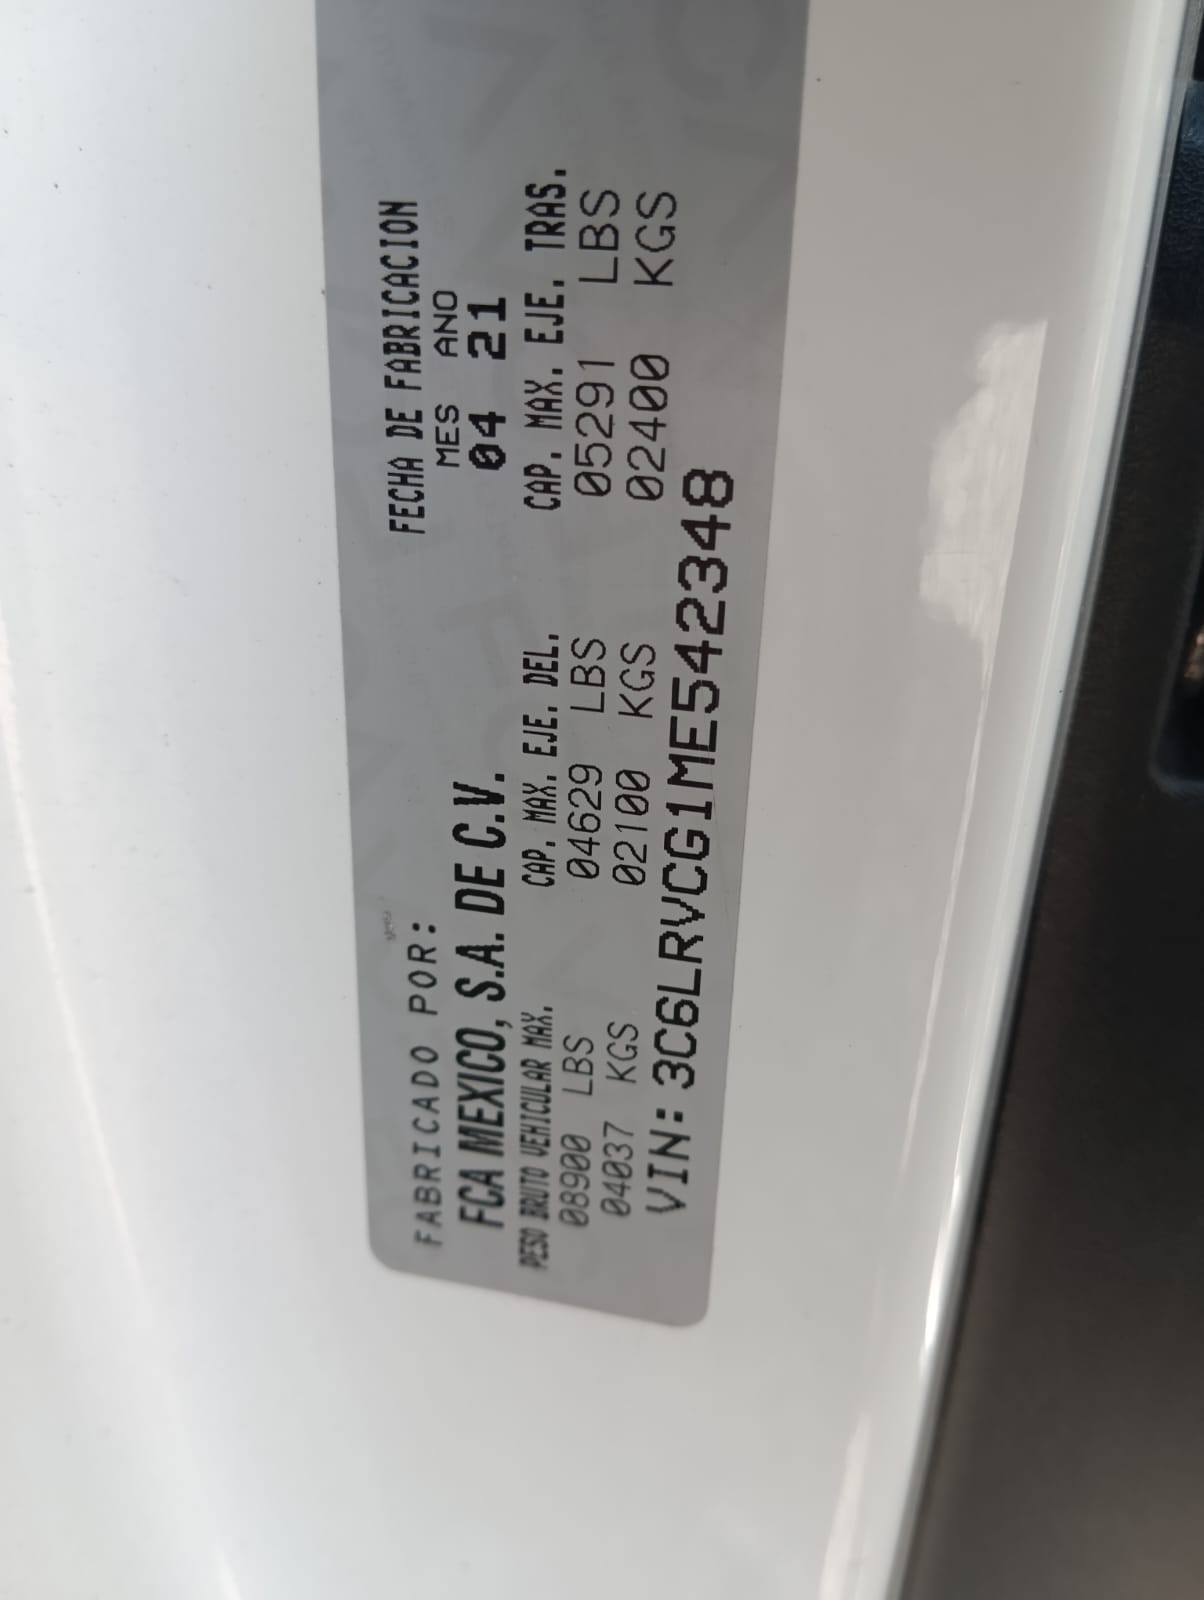 FABRICADO POR:
FCA MEXICO, S.A. DE C.V.
FECHA DE FABRICACION
MES ANO
04 21
PESO BRUTO VEHICULAR MAX. CAP. MAX. EJE. DEL. CAP. MAX. EJE. TRAS.
08900 LBS 04629 LBS 05291 LBS
04037 KGS 02100 KGS 02400 KGS
VIN: 3C6LRVCG1ME542348